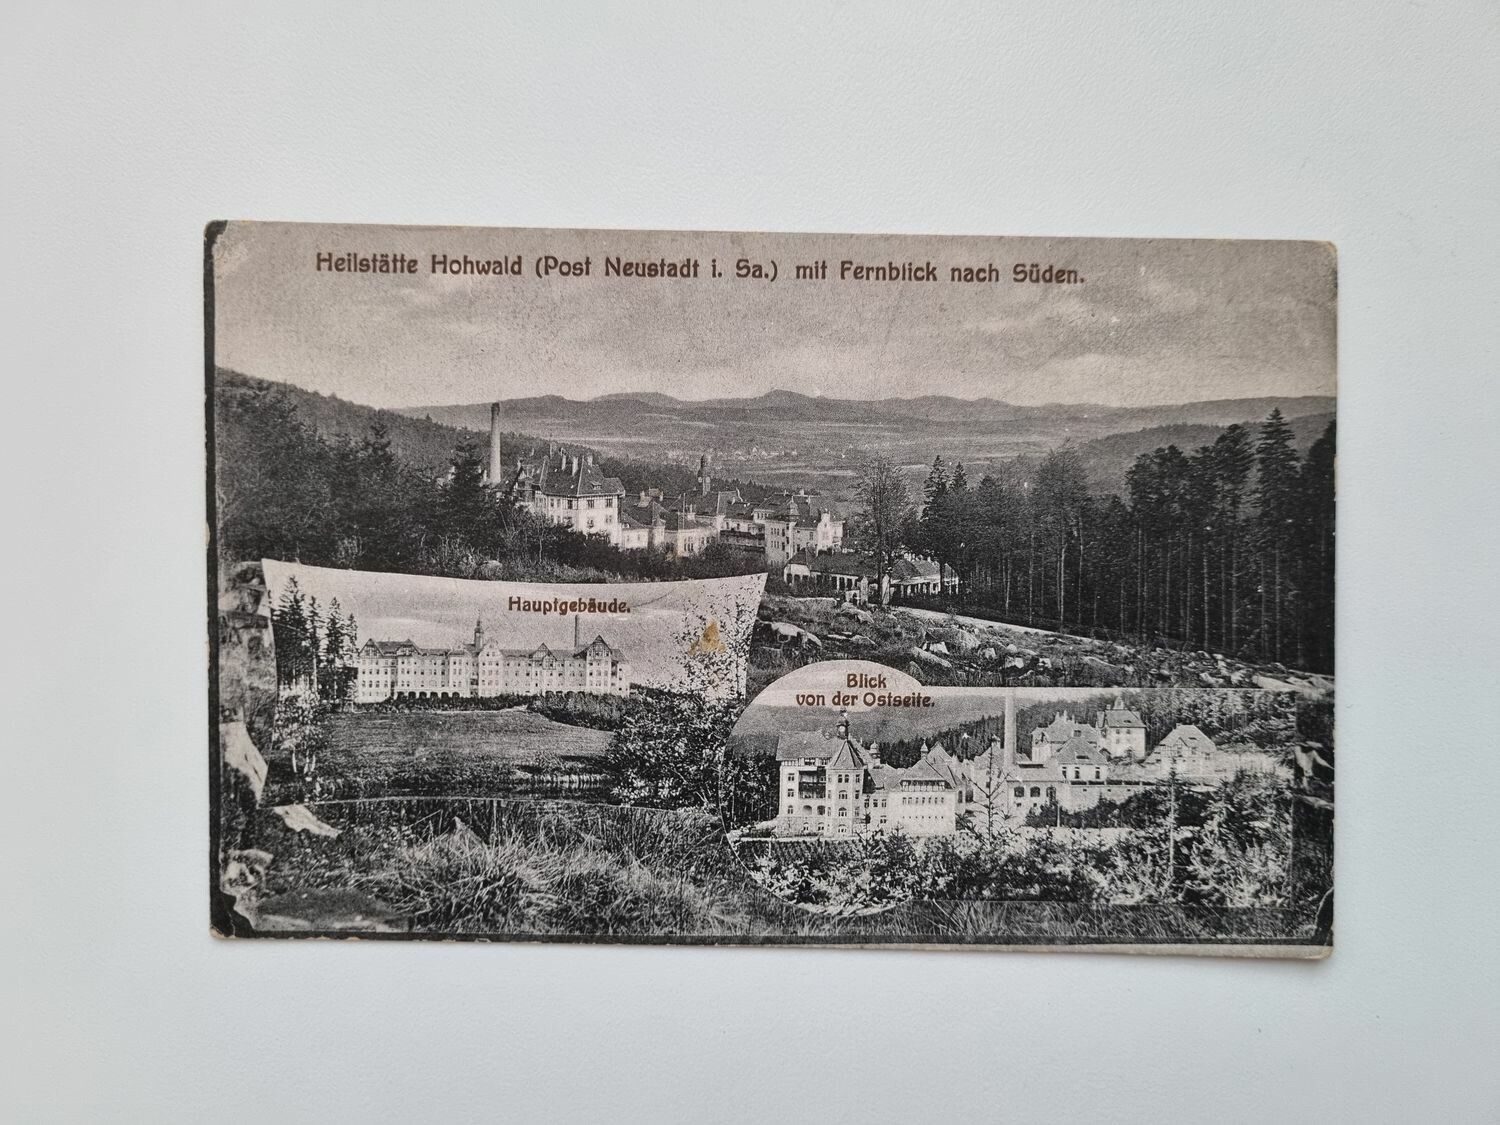 Heilstätte Hohwald (Post Neustadt i. Sa.) mit Fernblick nach Süden.
Hauptgebäude.
Blick
von der Ostseite.